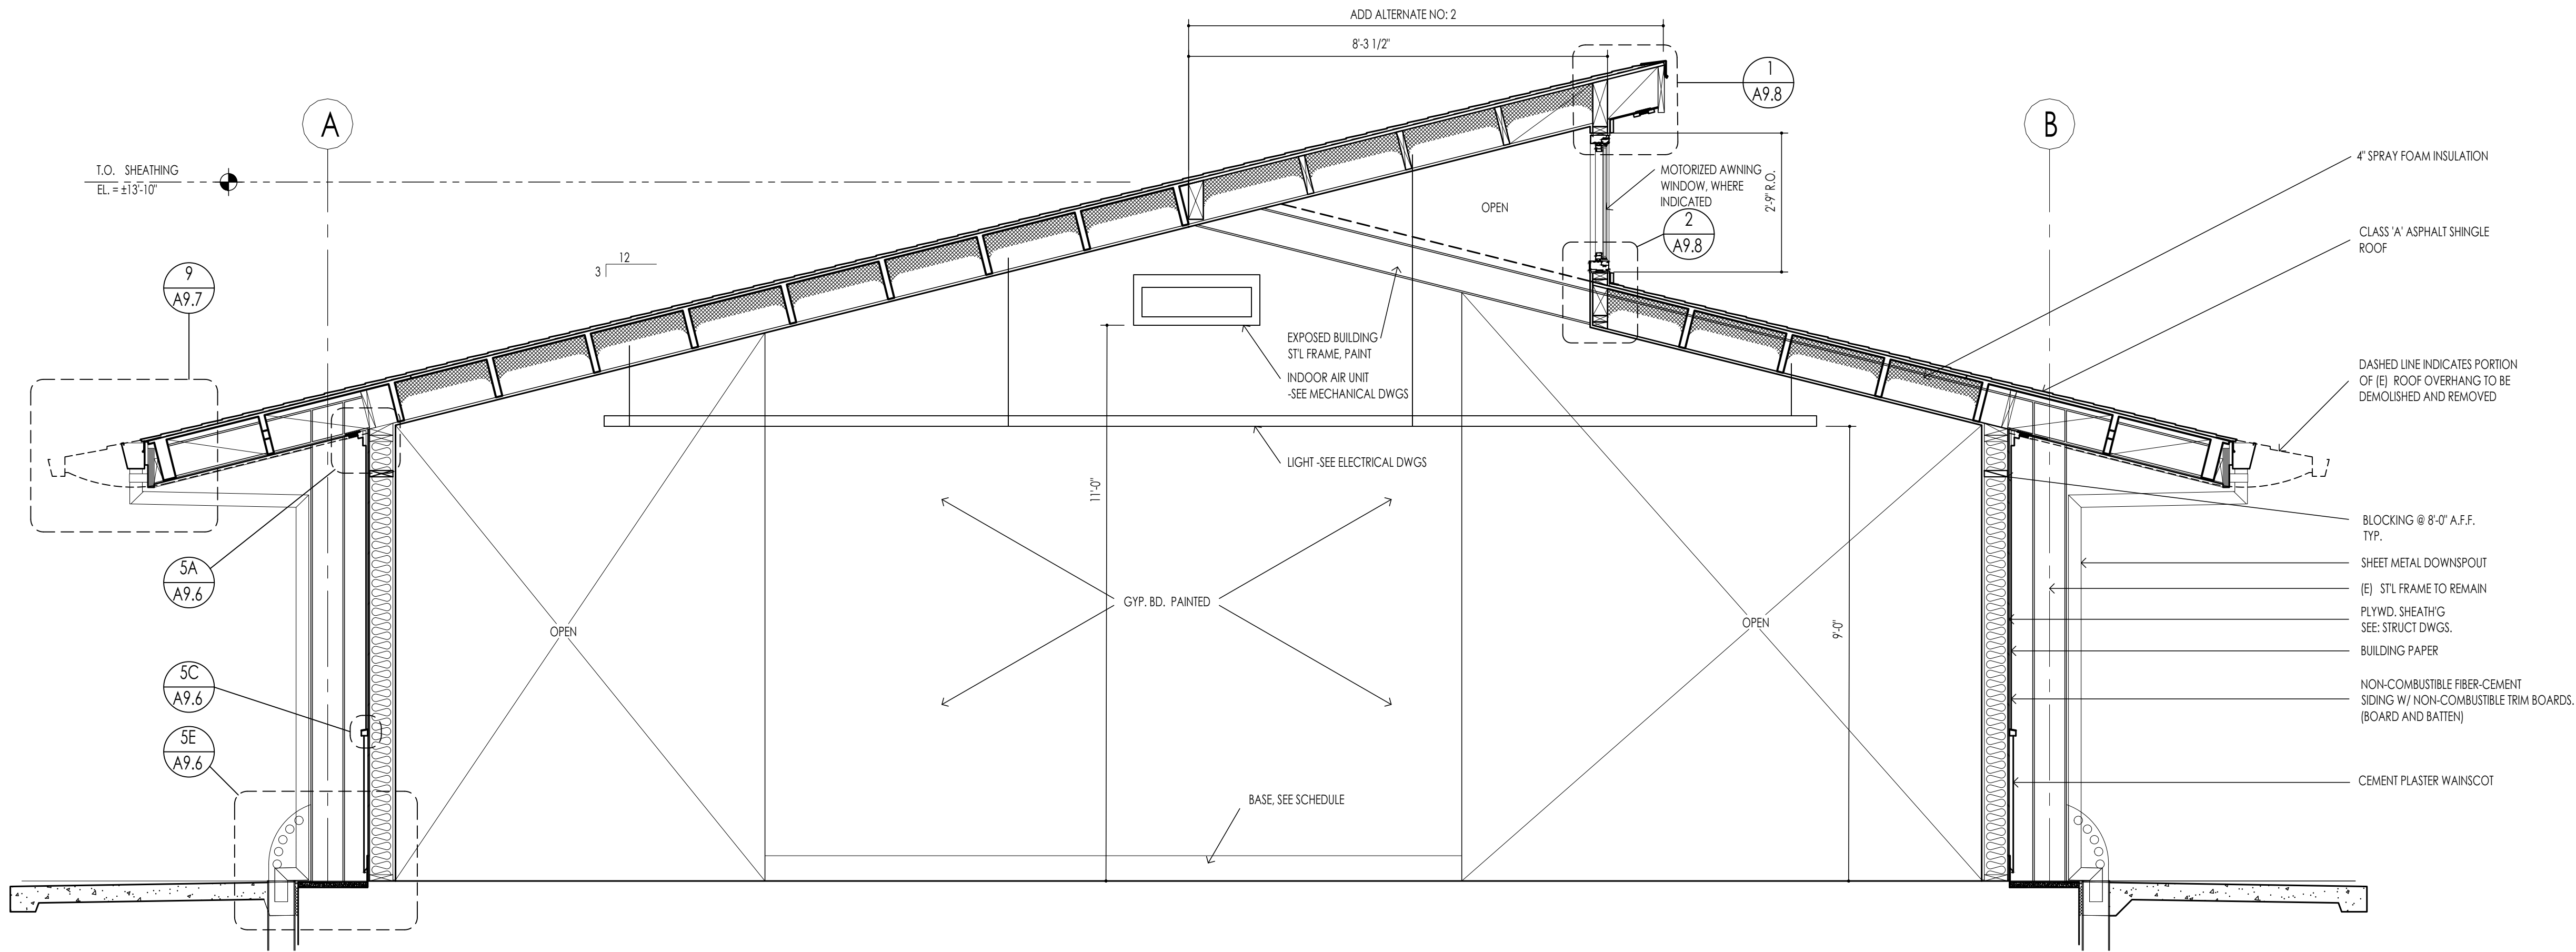 ADD ALTERNATE NO: 2
8'-3 1/2"
1
A9.8
A
B
T.O. SHEATHING
EL. = ±13'-10"
4" SPRAY FOAM INSULATION
MOTORIZED AWNING
WINDOW, WHERE
INDICATED
2'-9" R.O.
OPEN
2
A9.8
CLASS 'A' ASPHALT SHINGLE
ROOF
12
3
9
A9.7
EXPOSED BUILDING
ST'L FRAME, PAINT
INDOOR AIR UNIT
-SEE MECHANICAL DWGS
DASHED LINE INDICATES PORTION
OF (E) ROOF OVERHANG TO BE
DEMOLISHED AND REMOVED
LIGHT -SEE ELECTRICAL DWGS
11'-0"
BLOCKING @ 8'-0" A.F.F.
TYP.
5A
A9.6
SHEET METAL DOWNSPOUT
(E) ST'L FRAME TO REMAIN
GYP. BD. PAINTED
PLYWD. SHEATH'G
SEE: STRUCT DWGS.
OPEN
OPEN
9'-0"
BUILDING PAPER
5C
A9.6
NON-COMBUSTIBLE FIBER-CEMENT
SIDING W/ NON-COMBUSTIBLE TRIM BOARDS.
(BOARD AND BATTEN)
5E
A9.6
CEMENT PLASTER WAINSCOT
BASE, SEE SCHEDULE